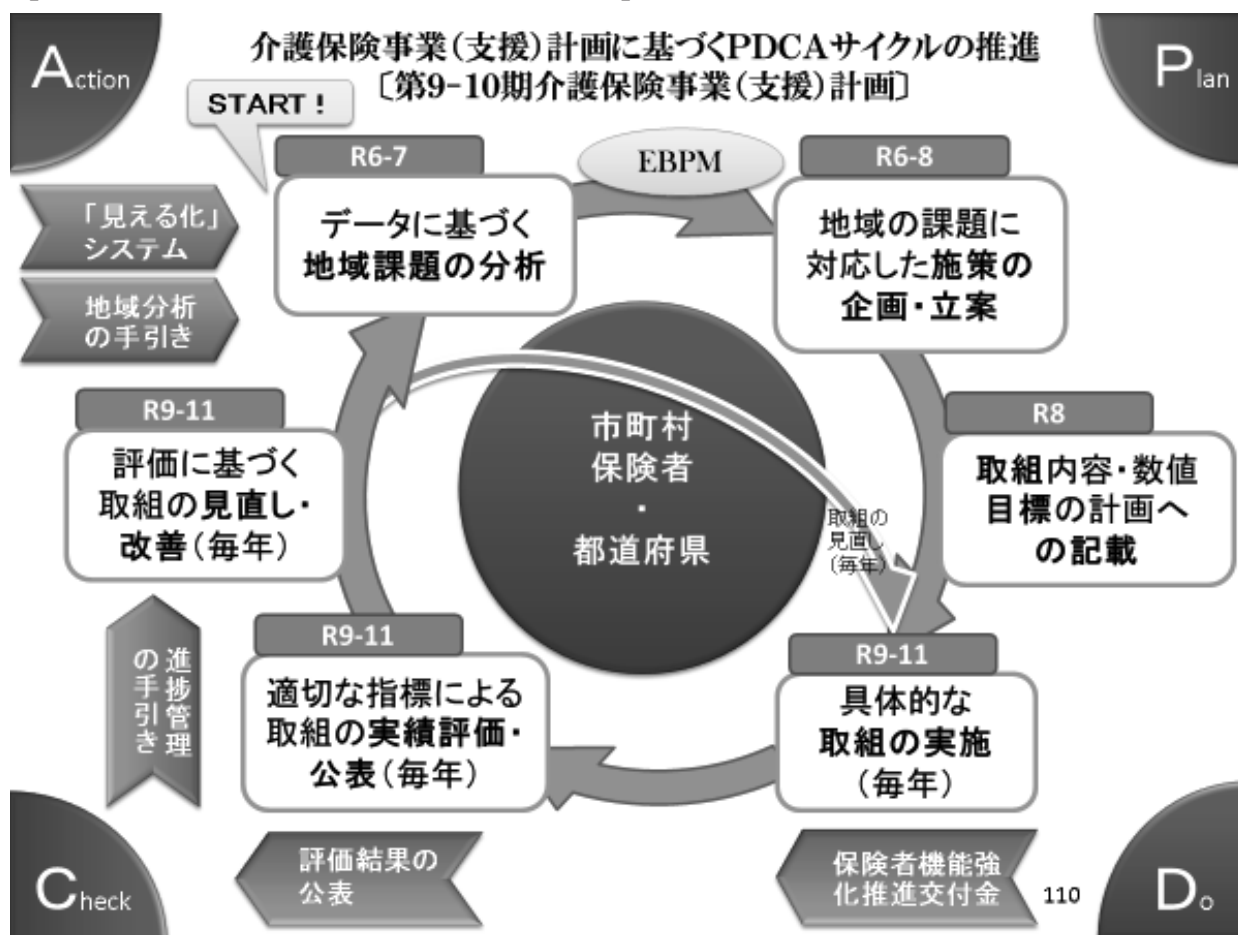 介護保険事業（支援）計画に基づくPDCAサイクルの推進
〔第9-10期介護保険事業（支援）計画〕
Action
Plan
START！
R6-7
データに基づく
地域課題の分析
EBPM
R6-8
地域の課題に
対応した施策の
企画・立案
「見える化」
システム
地域分析
の手引き
R8
取組内容・数値
目標の計画へ
の記載
市町村
保険者
・
都道府県
取組の
見直し
（毎年）
R9-11
評価に基づく
取組の見直し・
改善（毎年）
R9-11
具体的な
取組の実施
（毎年）
R9-11
適切な指標による
取組の実績評価・
公表（毎年）
進捗管理
の手引き
評価結果の
公表
保険者機能強
化推進交付金
110
Check
Do